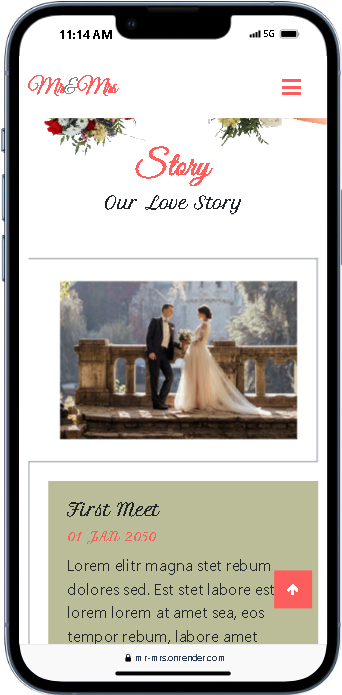 11:14 AM 5G
Mr&Mrs
Story
Our Love Story
First Meet
01 JAN 2050
Lorem elitr magna stet rebum
dolores sed. Est stet labore est
lorem lorem at amet sea, eos
tempor rebum, labore amet
mr-mrs.onrender.com